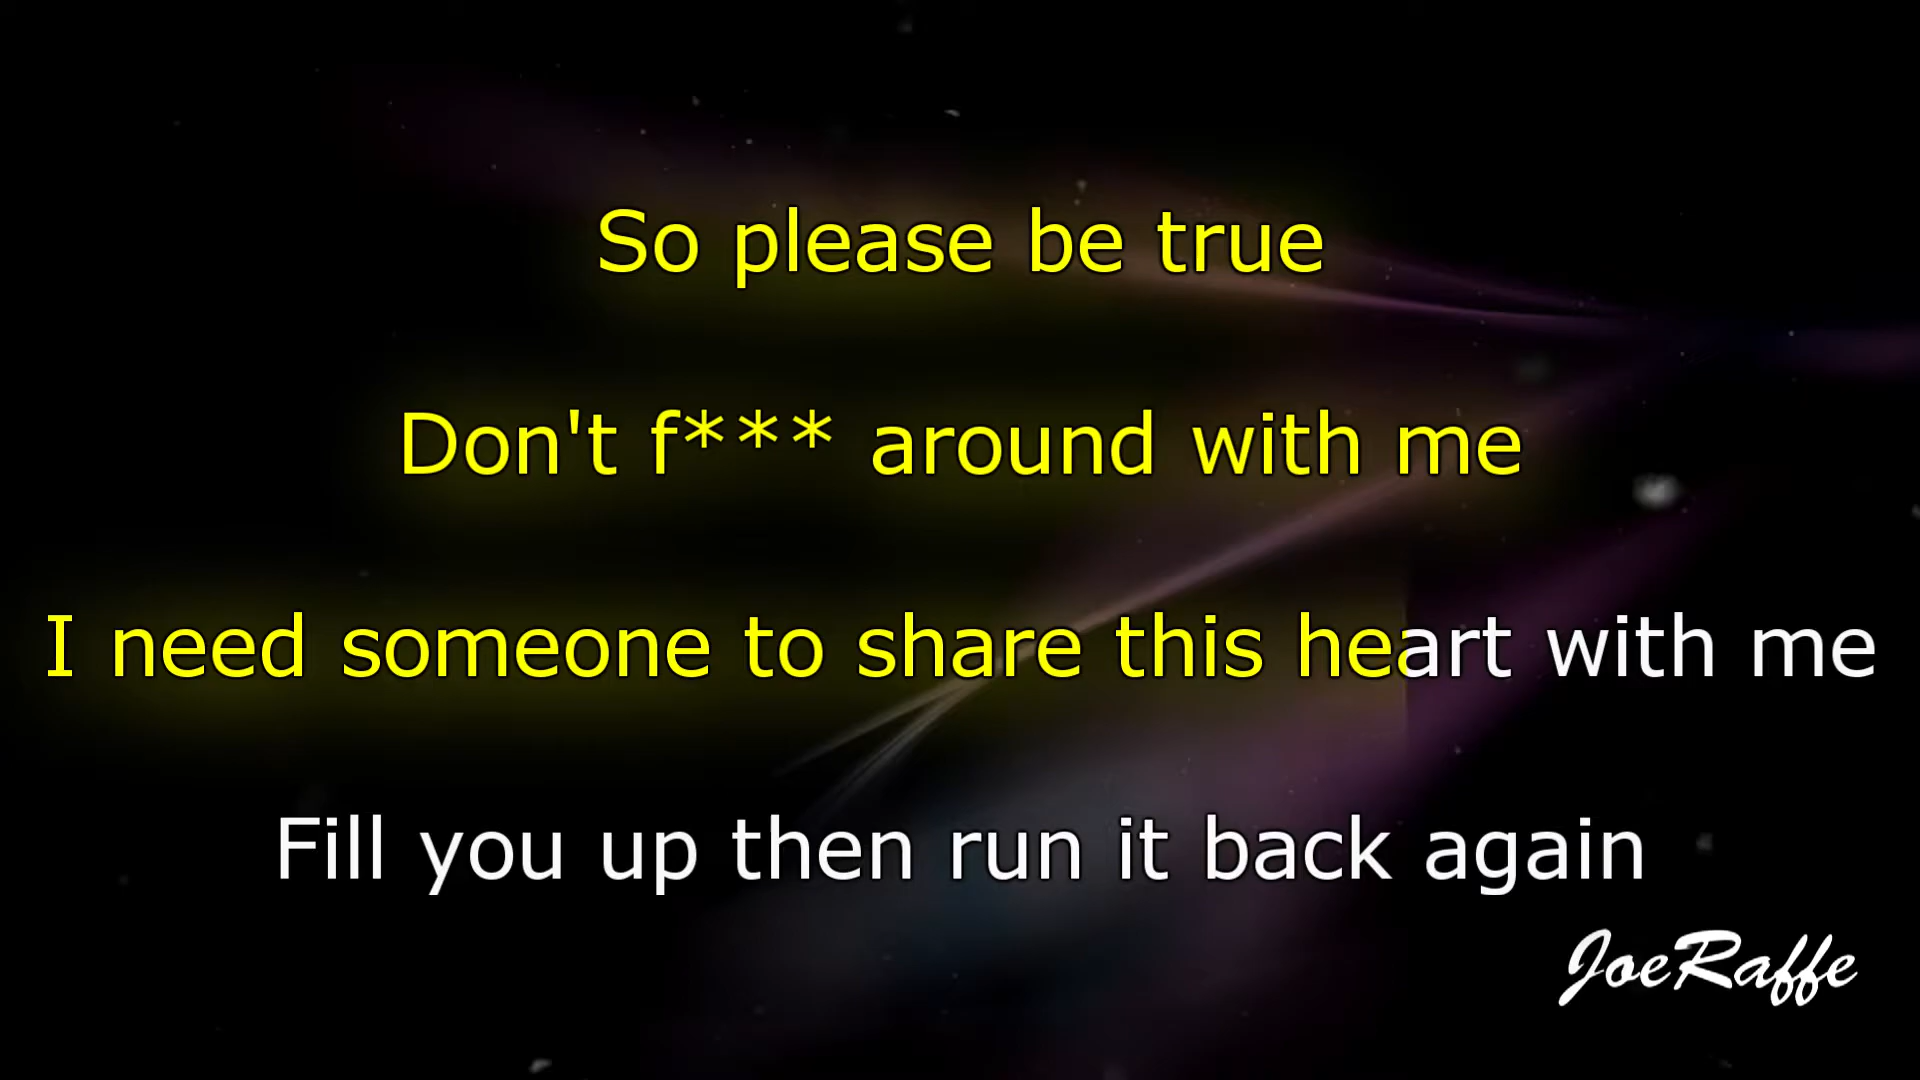 So please be true
Don't f*** around with me
I need someone to share this heart with me
Fill you up then run it back again
JoeRaffe